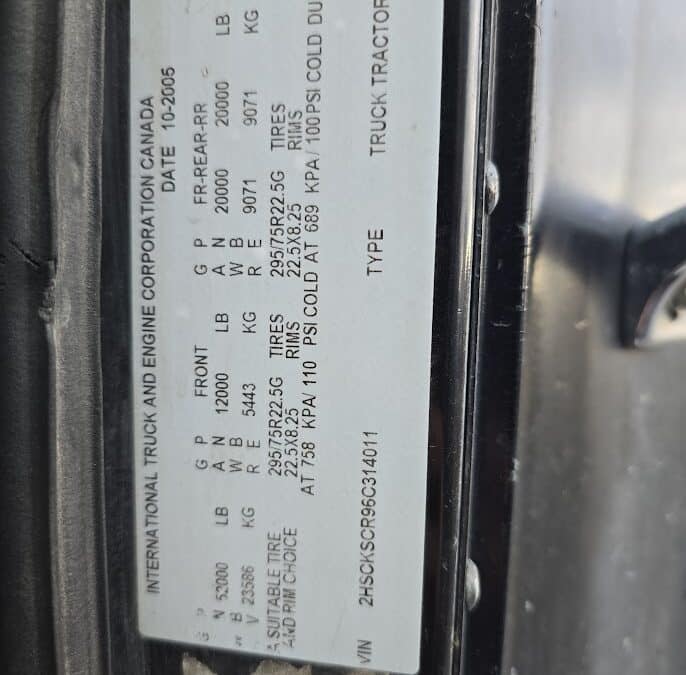 INTERNATIONAL TRUCK AND ENGINE CORPORATION CANADA
DATE 10-2005
G P G P FRONT G P FR-REAR-RR
N 52000 LB A N 12000 LB A N 20000 20000 LB
W B W B W B
V 23586 KG R E 5443 KG R E 9071 9071 KG
A SUITABLE TIRE 295/75R22.5G TIRES 295/75R22.5G TIRES
AND RIM CHOICE 22.5X8.25 RIMS 22.5X8.25 RIMS
AT 758 KPA/ 110 PSI COLD AT 689 KPA/ 100 PSI COLD DU
VIN 2HSCKSCR96C314011 TYPE TRUCK TRACTOR